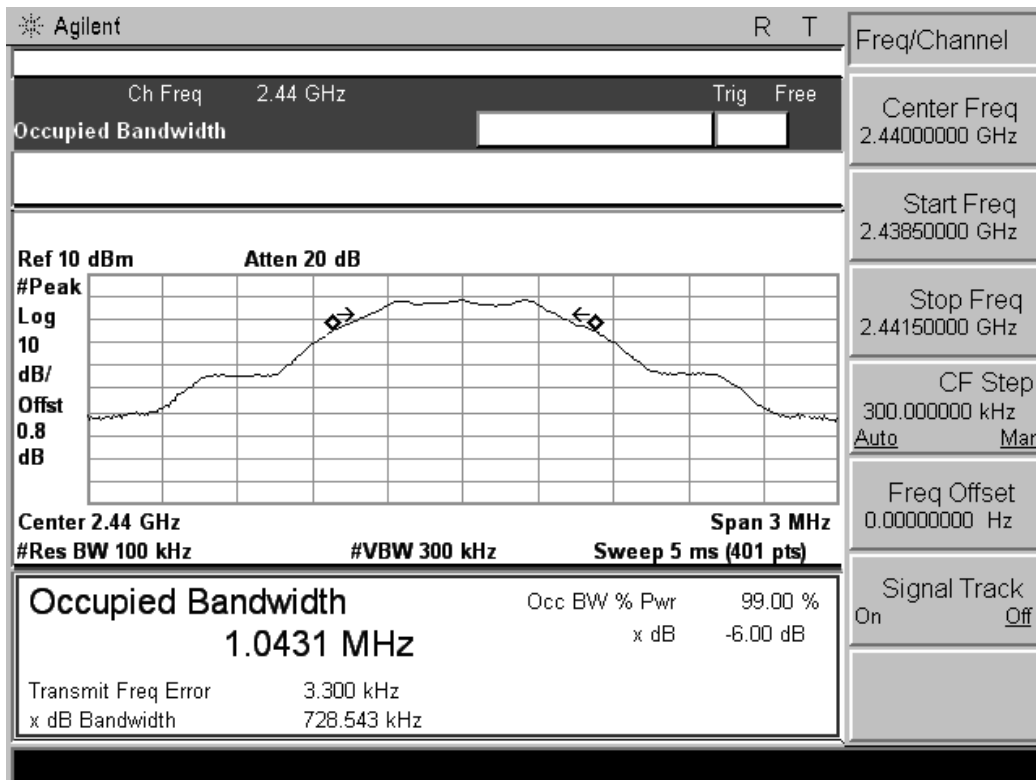 Agilent R T
Ch Freq 2.44 GHz Trig Free
Occupied Bandwidth
Ref 10 dBm Atten 20 dB
#Peak
Log
10
dB/
Offst
0.8
dB
Center 2.44 GHz Span 3 MHz
#Res BW 100 kHz #VBW 300 kHz Sweep 5 ms (401 pts)
Occupied Bandwidth
1.0431 MHz
Occ BW % Pwr 99.00 %
x dB -6.00 dB
Transmit Freq Error 3.300 kHz
x dB Bandwidth 728.543 kHz
Freq/Channel
Center Freq
2.44000000 GHz
Start Freq
2.43850000 GHz
Stop Freq
2.44150000 GHz
CF Step
300.000000 kHz
Auto Man
Freq Offset
0.00000000 Hz
Signal Track
On Off